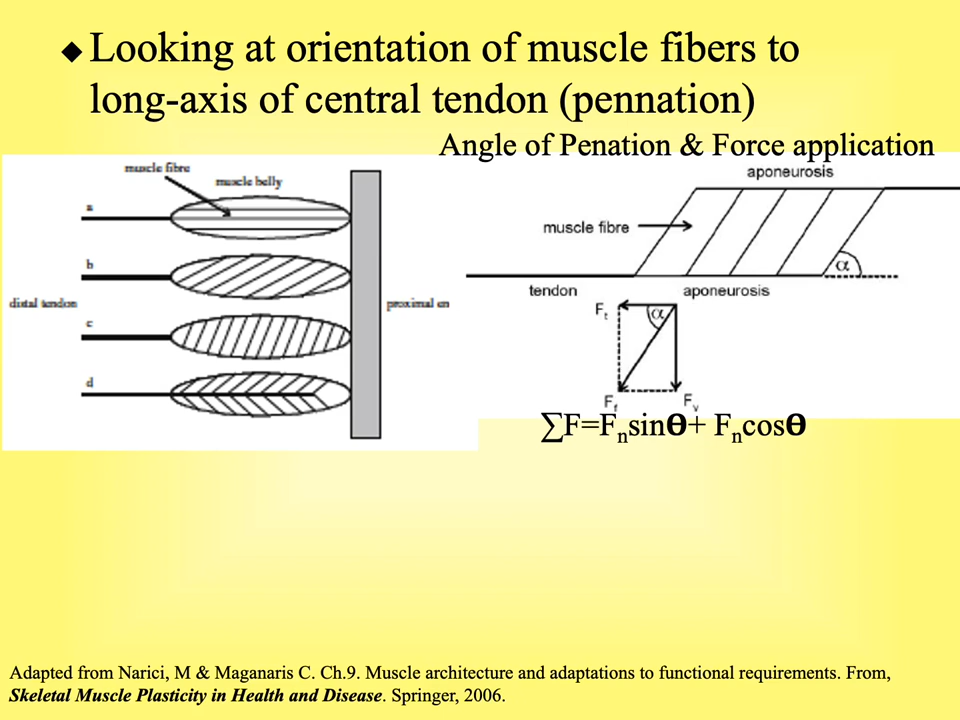 ◆ Looking at orientation of muscle fibers to
long-axis of central tendon (pennation)
Angle of Penation & Force application
muscle fibre
muscle belly
a
b
distal tendon
c
d
proximal en
aponeurosis
muscle fibre
α
tendon
aponeurosis
Ft
α
Ff
Fv
∑F=FnsinΘ+ FncosΘ
Adapted from Narici, M & Maganaris C. Ch.9. Muscle architecture and adaptations to functional requirements. From,
Skeletal Muscle Plasticity in Health and Disease. Springer, 2006.